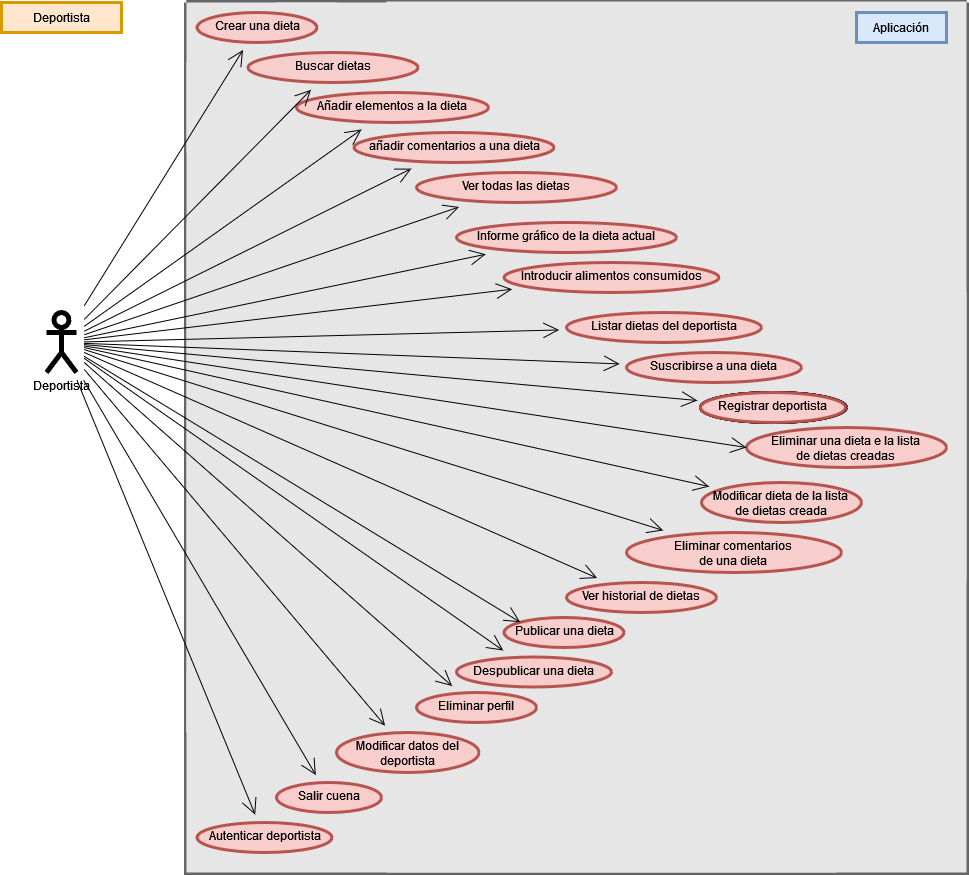 Deportista
Aplicación
Crear una dieta
Buscar dietas
Añadir elementos a la dieta
añadir comentarios a una dieta
Ver todas las dietas
Informe gráfico de la dieta actual
Introducir alimentos consumidos
Listar dietas del deportista
Suscribirse a una dieta
Deportista
Registrar deportista
Eliminar una dieta e la lista
de dietas creadas
Modificar dieta de la lista
de dietas creada
Eliminar comentarios
de una dieta
Ver historial de dietas
Publicar una dieta
Despublicar una dieta
Eliminar perfil
Modificar datos del
deportista
Salir cuena
Autenticar deportista